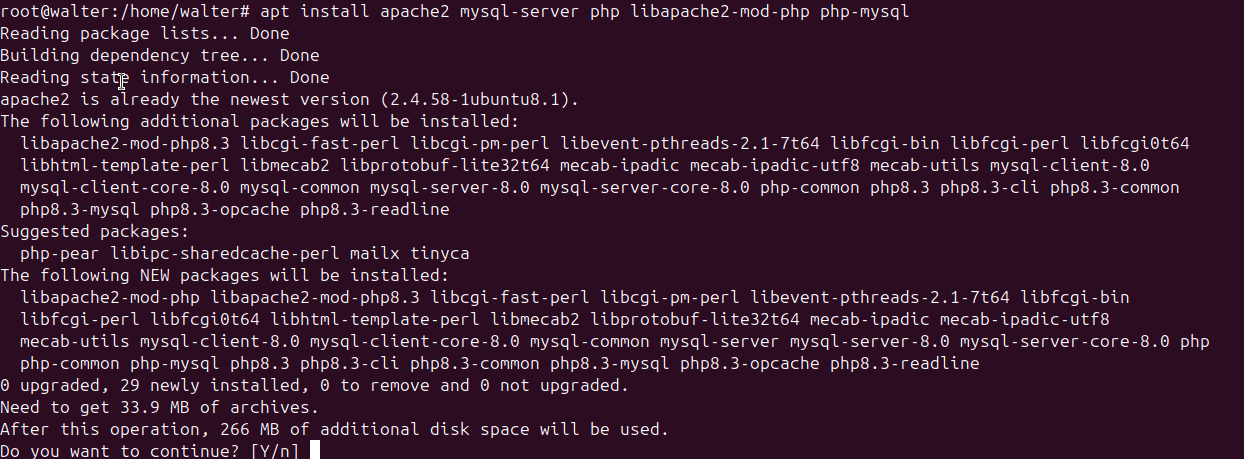 root@walter:/home/walter# apt install apache2 mysql-server php libapache2-mod-php php-mysql
Reading package lists... Done
Building dependency tree... Done
Reading state information... Done
apache2 is already the newest version (2.4.58-1ubuntu8.1).
The following additional packages will be installed:
  libapache2-mod-php8.3 libcgi-fast-perl libcgi-pm-perl libevent-pthreads-2.1-7t64 libfcgi-bin libfcgi-perl libfcgi0t64
  libhtml-template-perl libmecab2 libprotobuf-lite32t64 mecab-ipadic mecab-ipadic-utf8 mecab-utils mysql-client-8.0
  mysql-client-core-8.0 mysql-common mysql-server-8.0 mysql-server-core-8.0 php-common php8.3 php8.3-cli php8.3-common
  php8.3-mysql php8.3-opcache php8.3-readline
Suggested packages:
  php-pear libipc-sharedcache-perl mailx tinyca
The following NEW packages will be installed:
  libapache2-mod-php libapache2-mod-php8.3 libcgi-fast-perl libcgi-pm-perl libevent-pthreads-2.1-7t64 libfcgi-bin
  libfcgi-perl libfcgi0t64 libhtml-template-perl libmecab2 libprotobuf-lite32t64 mecab-ipadic mecab-ipadic-utf8
  mecab-utils mysql-client-8.0 mysql-client-core-8.0 mysql-common mysql-server mysql-server-8.0 mysql-server-core-8.0 php
  php-common php-mysql php8.3 php8.3-cli php8.3-common php8.3-mysql php8.3-opcache php8.3-readline
0 upgraded, 29 newly installed, 0 to remove and 0 not upgraded.
Need to get 33.9 MB of archives.
After this operation, 266 MB of additional disk space will be used.
Do you want to continue? [Y/n]